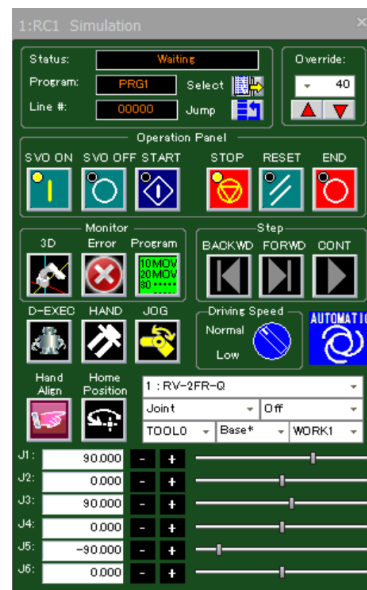 1:RC1 Simulation ×
Status: Waiting Override:
Program: PRG1 Select 40
Line #: 00000 Jump
Operation Panel
SVO ON SVO OFF START STOP RESET END
Monitor Step
3D Error Program BACKWD FORWD CONT
10MOV
20MOV
30
D-EXEC HAND JOG Driving Speed AUTOMATIC
Normal
Low
Hand Align Home Position 1 : RV-2FR-Q
Joint Off
TOOL0 Base* WORK1
J1: 90.000 - +
J2: 0.000 - +
J3: 90.000 - +
J4: 0.000 - +
J5: -90.000 - +
J6: 0.000 - +